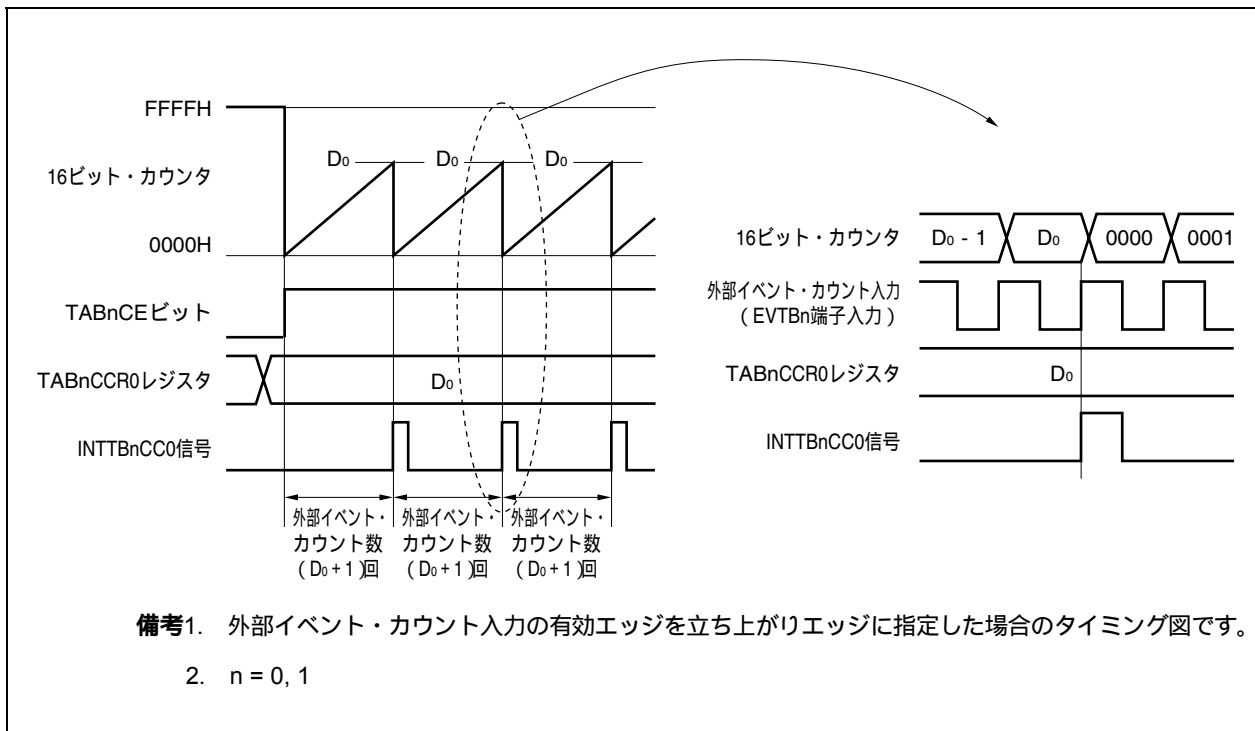 FFFFH
16ビット・カウンタ
0000H
D0 D0 D0
TABnCEビット
TABnCCR0レジスタ
D0
INTTBnCC0信号
外部イベント・
カウント数
（D0 + 1）回
外部イベント・
カウント数
（D0 + 1）回
外部イベント・
カウント数
（D0 + 1）回
16ビット・カウンタ
D0 - 1 D0 0000 0001
外部イベント・カウント入力
（EVTBn端子入力）
TABnCCR0レジスタ
D0
INTTBnCC0信号
備考1. 外部イベント・カウント入力の有効エッジを立ち上がりエッジに指定した場合のタイミング図です。
2. n = 0, 1